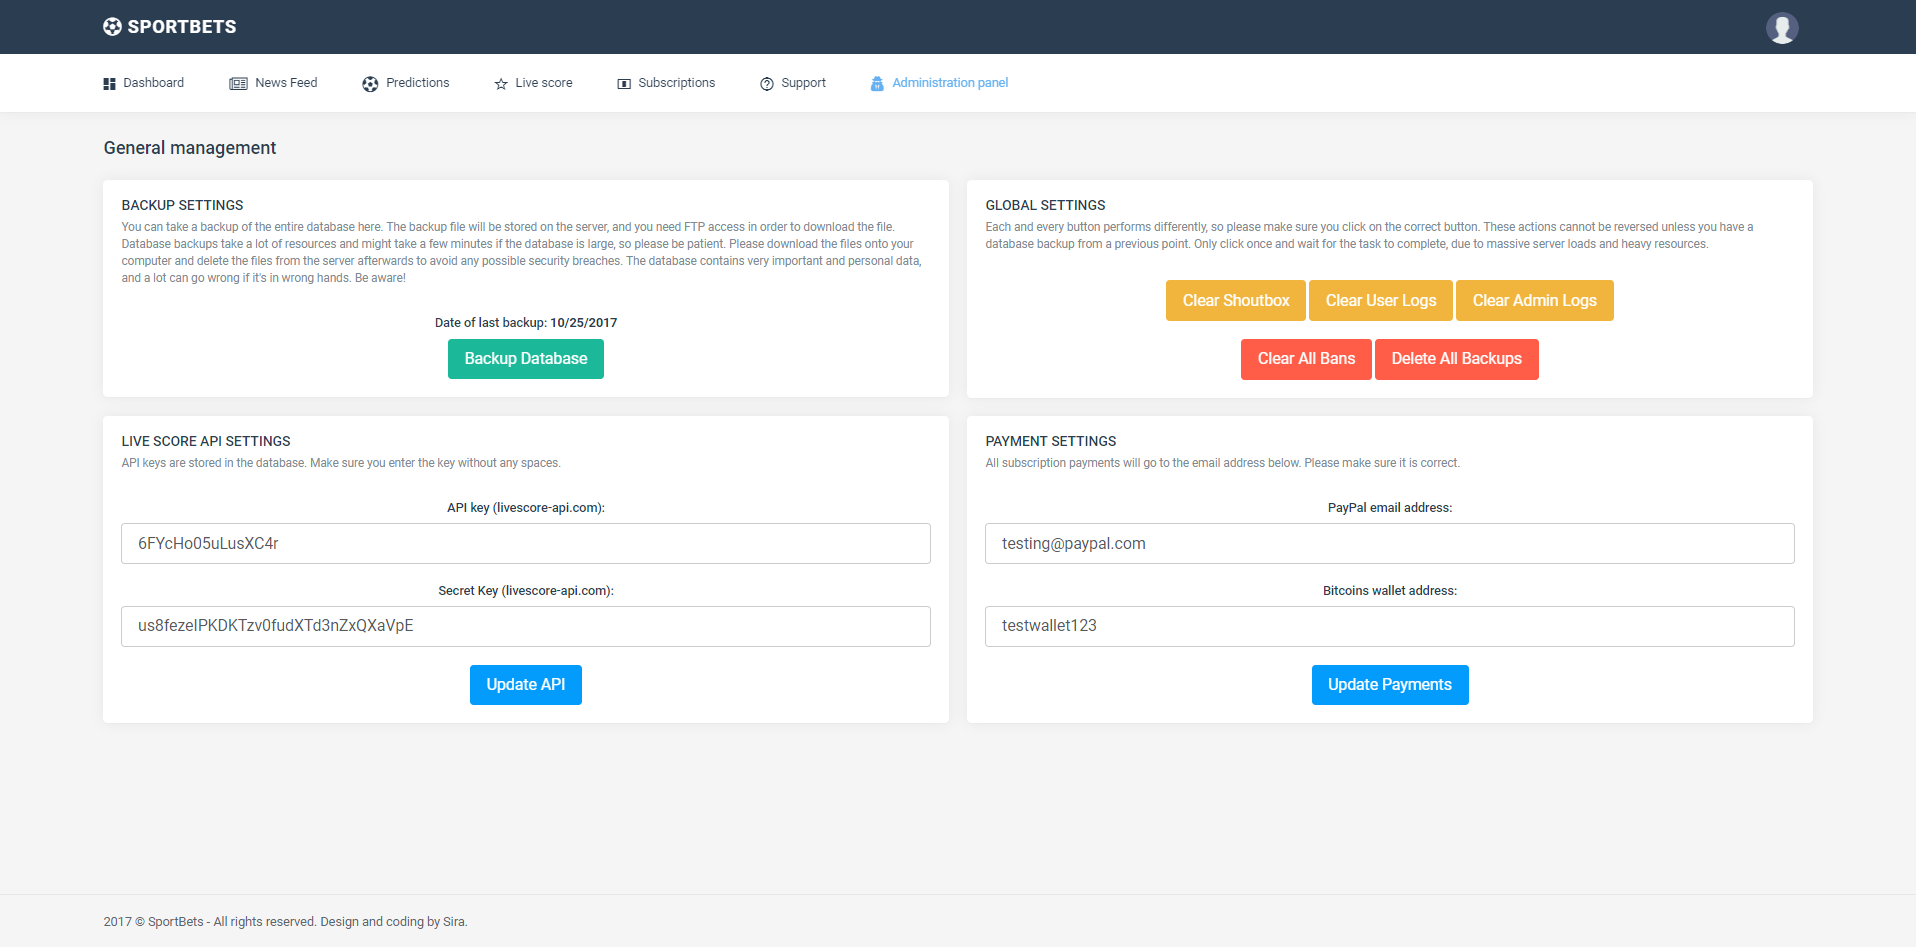 SPORTBETS
Dashboard
News Feed
Predictions
Live score
Subscriptions
Support
Administration panel
General management
BACKUP SETTINGS
You can take a backup of the entire database here. The backup file will be stored on the server, and you need FTP access in order to download the file.
Database backups take a lot of resources and might take a few minutes if the database is large, so please be patient. Please download the files onto your
computer and delete the files from the server afterwards to avoid any possible security breaches. The database contains very important and personal data,
and a lot can go wrong if it's in wrong hands. Be aware!
Date of last backup: 10/25/2017
Backup Database
GLOBAL SETTINGS
Each and every button performs differently, so please make sure you click on the correct button. These actions cannot be reversed unless you have a
database backup from a previous point. Only click once and wait for the task to complete, due to massive server loads and heavy resources.
Clear Shoutbox
Clear User Logs
Clear Admin Logs
Clear All Bans
Delete All Backups
LIVE SCORE API SETTINGS
API keys are stored in the database. Make sure you enter the key without any spaces.
API key (livescore-api.com):
6FYcHo05uLusXC4r
Secret Key (livescore-api.com):
us8fezeIPKDKTzv0fudXTd3nZxQXaVpE
Update API
PAYMENT SETTINGS
All subscription payments will go to the email address below. Please make sure it is correct.
PayPal email address:
testing@paypal.com
Bitcoins wallet address:
testwallet123
Update Payments
2017 © SportBets - All rights reserved. Design and coding by Sira.